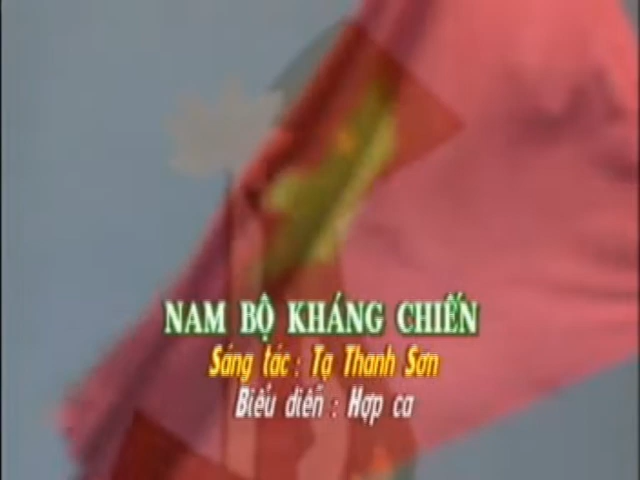 NAM BỘ KHÁNG CHIẾN
Sáng tác : Tạ Thanh Sơn
Biểu diễn : Hợp ca